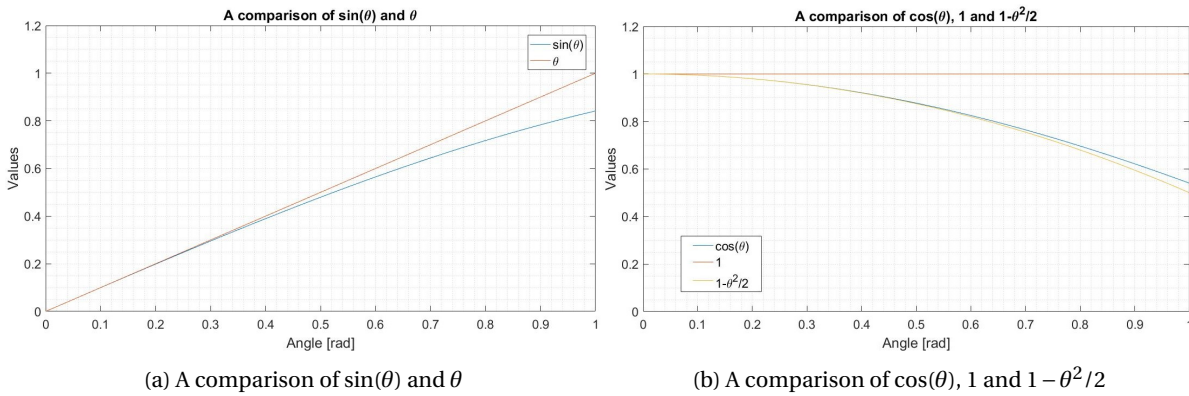 A comparison of sin(θ) and θ
1.2
1
0.8
0.6
0.4
0.2
0
Values
sin(θ)
θ
0 0.1 0.2 0.3 0.4 0.5 0.6 0.7 0.8 0.9 1
Angle [rad]
(a) A comparison of sin(θ) and θ
A comparison of cos(θ), 1 and 1-θ²/2
1.2
1
0.8
0.6
0.4
0.2
0
Values
cos(θ)
1
1-θ²/2
0 0.1 0.2 0.3 0.4 0.5 0.6 0.7 0.8 0.9 1
Angle [rad]
(b) A comparison of cos(θ), 1 and 1 − θ²/2